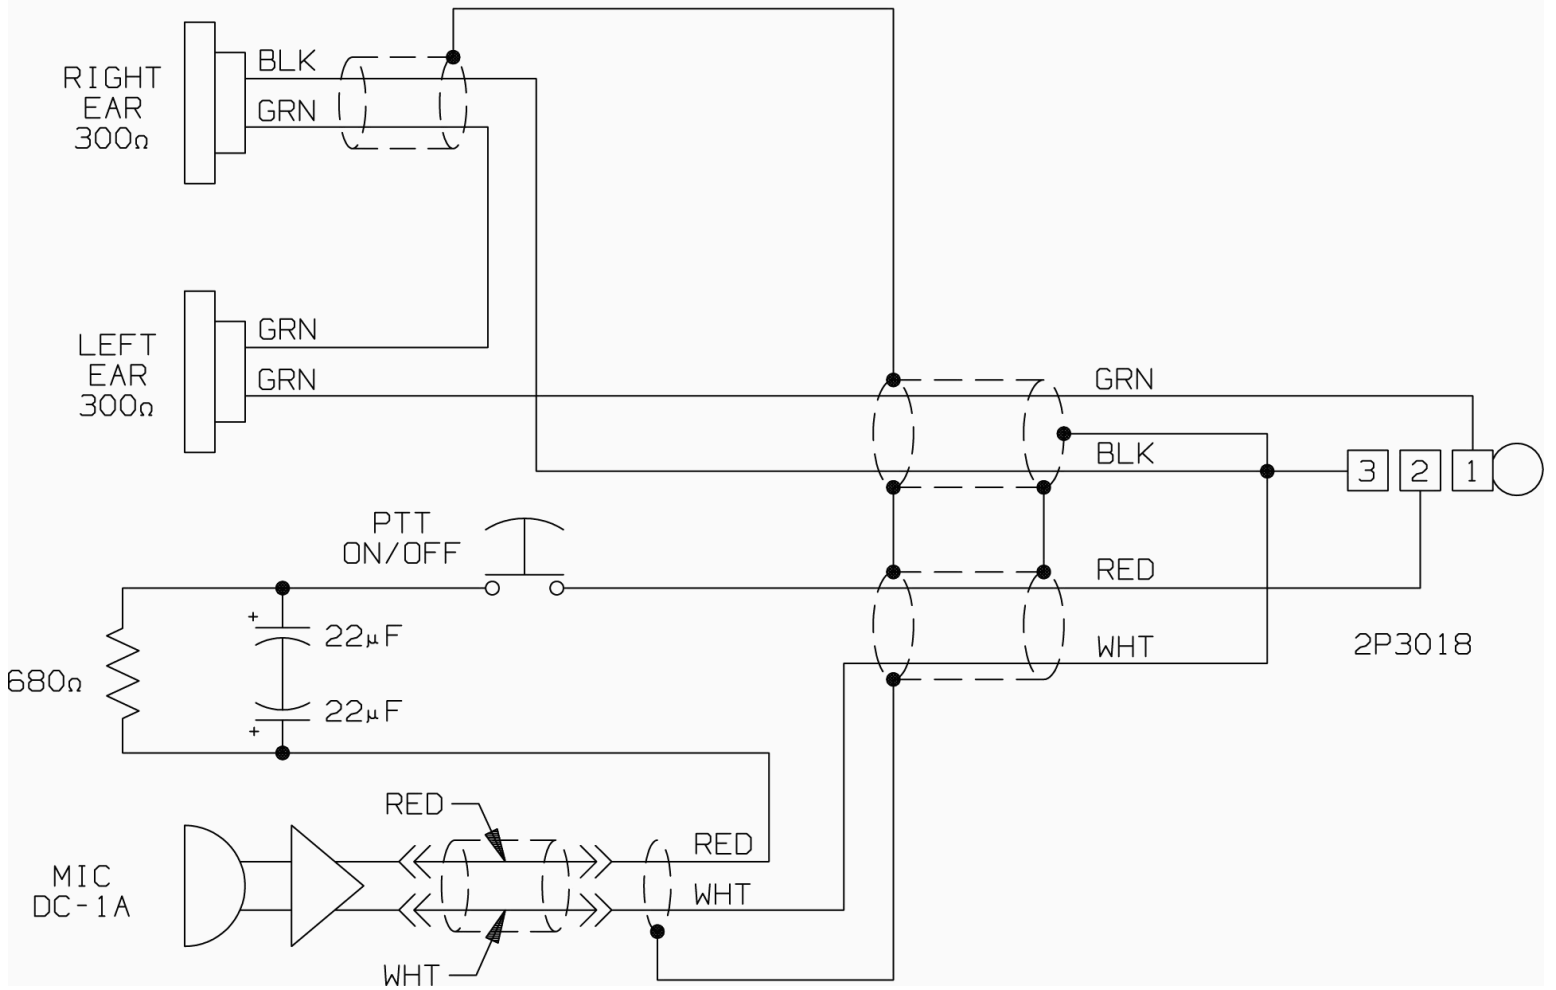 BLK
RIGHT
EAR
300Ω
GRN
GRN
LEFT
EAR
300Ω
GRN
GRN
BLK
3 2 1
PTT
ON/OFF
RED
+
22µF
WHT
2P3018
680Ω
22µF
+
RED
RED
MIC
DC-1A
WHT
WHT